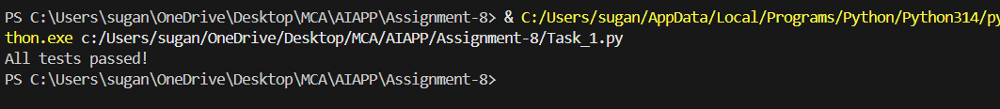 PS C:\Users\sugan\OneDrive\Desktop\MCA\AIAPP\Assignment-8> & C:/Users/sugan/AppData/Local/Programs/Python/Python314/py
thon.exe c:/Users/sugan/OneDrive/Desktop/MCA/AIAPP/Assignment-8/Task_1.py
All tests passed!
PS C:\Users\sugan\OneDrive\Desktop\MCA\AIAPP\Assignment-8>